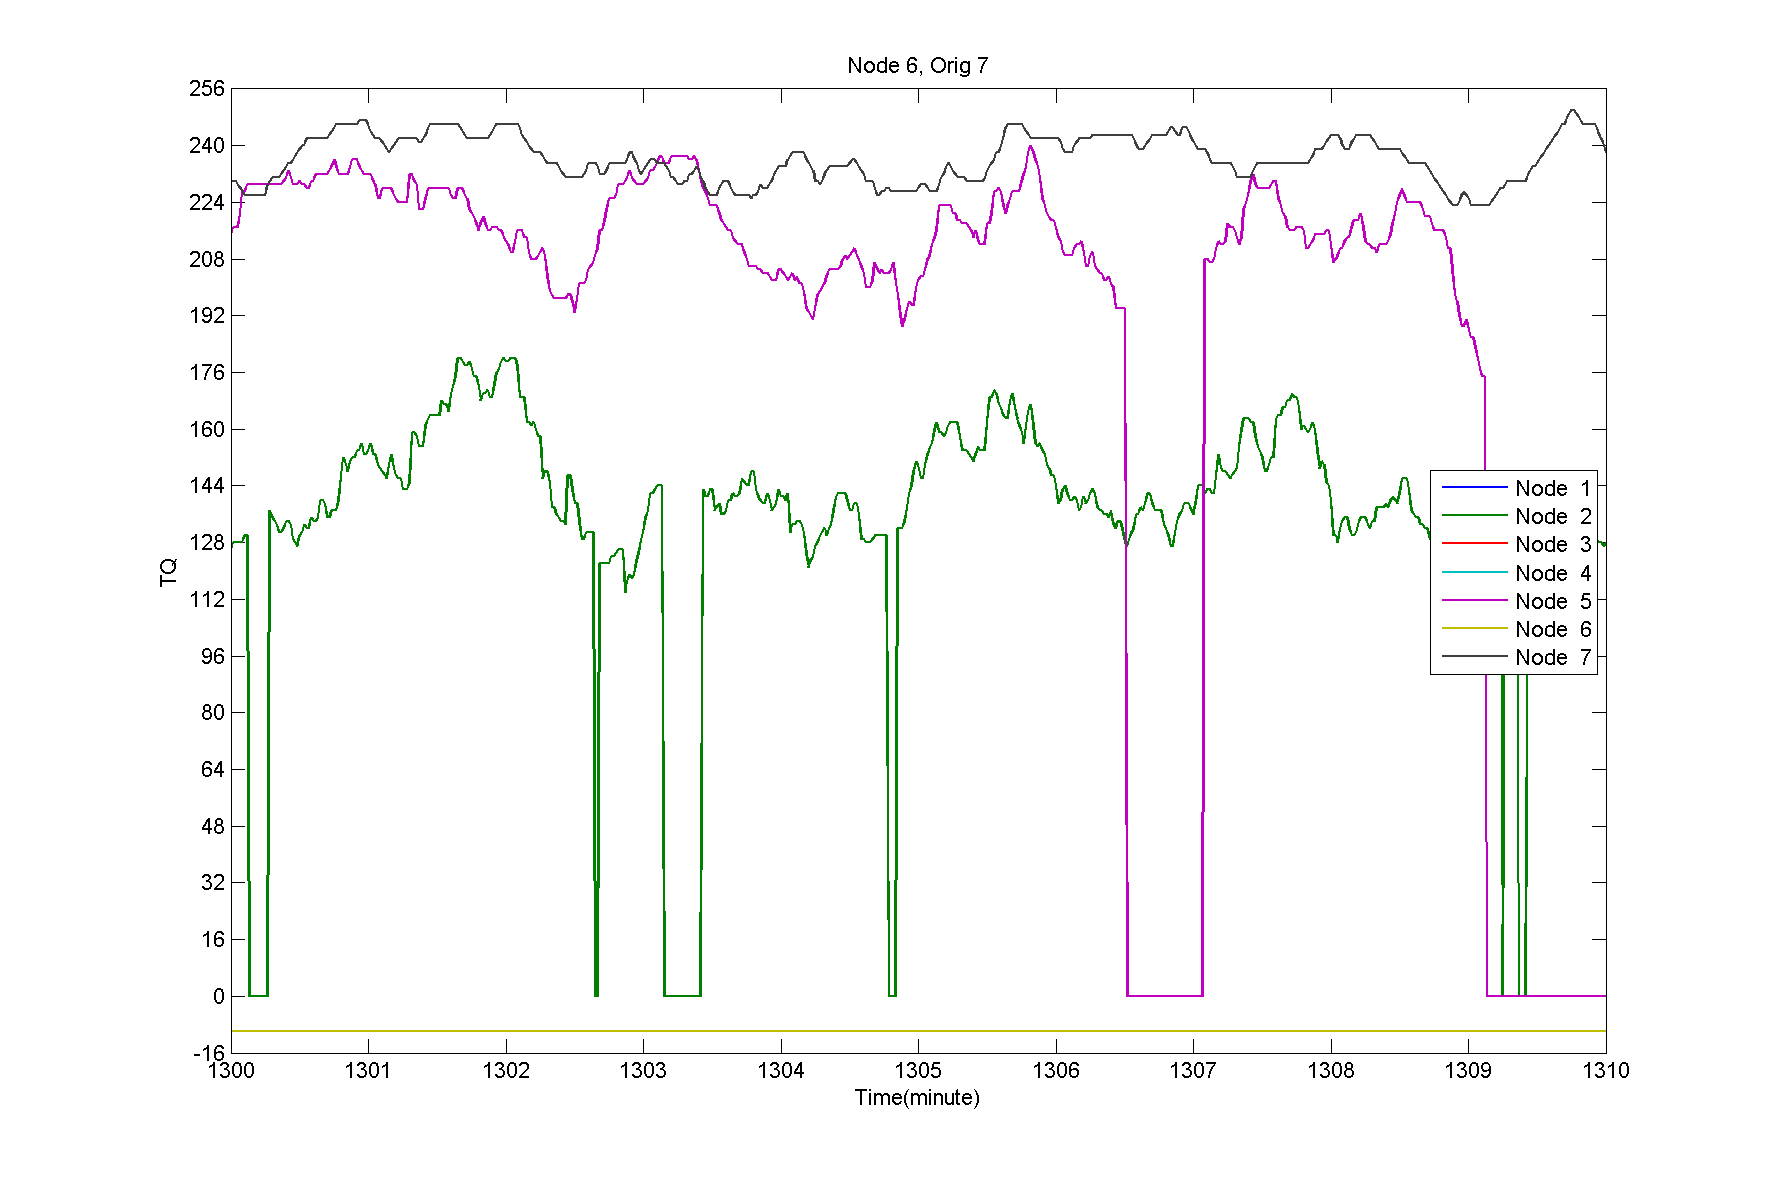 Node 6, Orig 7
256
240
224
208
192
176
160
144
128
112
96
80
64
48
32
16
0
-16
TQ
Node 1
Node 2
Node 3
Node 4
Node 5
Node 6
Node 7
1300 1301 1302 1303 1304 1305 1306 1307 1308 1309 1310
Time(minute)